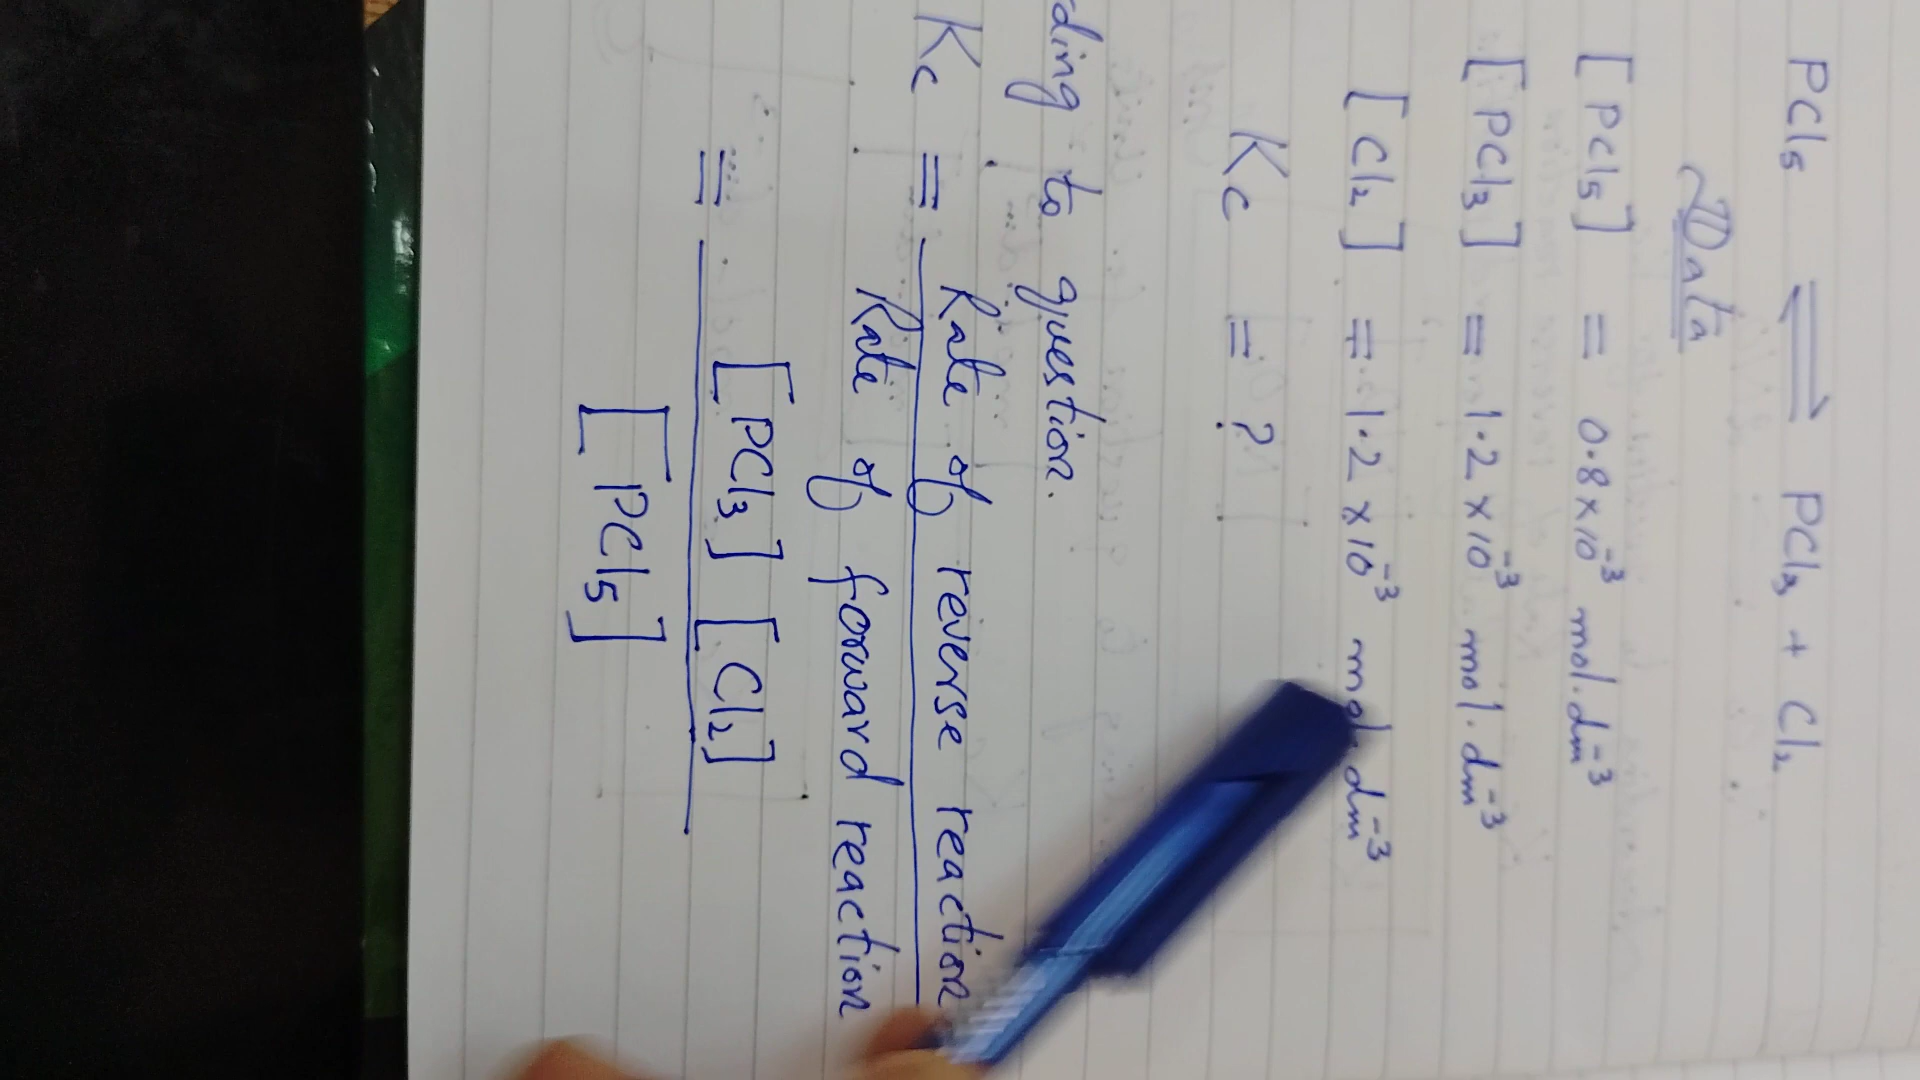 PCl₅ ⇌ PCl₃ + Cl₂
Data
[PCl₅] = 0.8 × 10⁻³ mol.dm⁻³
[PCl₃] = 1.2 × 10⁻³ mol.dm⁻³
[Cl₂] = 1.2 × 10⁻³ mol.dm⁻³
Kc = ?
ding to question.
Kc = Rate of reverse reaction
Rate of forward reaction
= [PCl₃] [Cl₂]
[PCl₅]